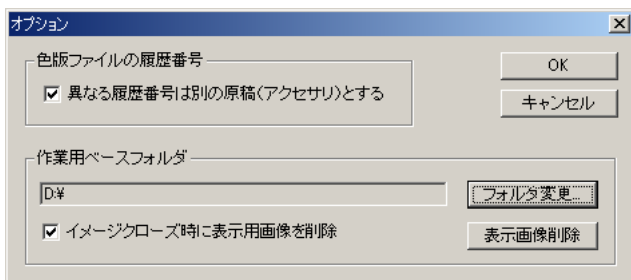 オプション
色版ファイルの履歴番号
異なる履歴番号は別の原稿(アクセサリ)とする
OK
キャンセル
作業用ベースフォルダ
D:¥
フォルダ変更...
イメージクローズ時に表示用画像を削除
表示画像削除